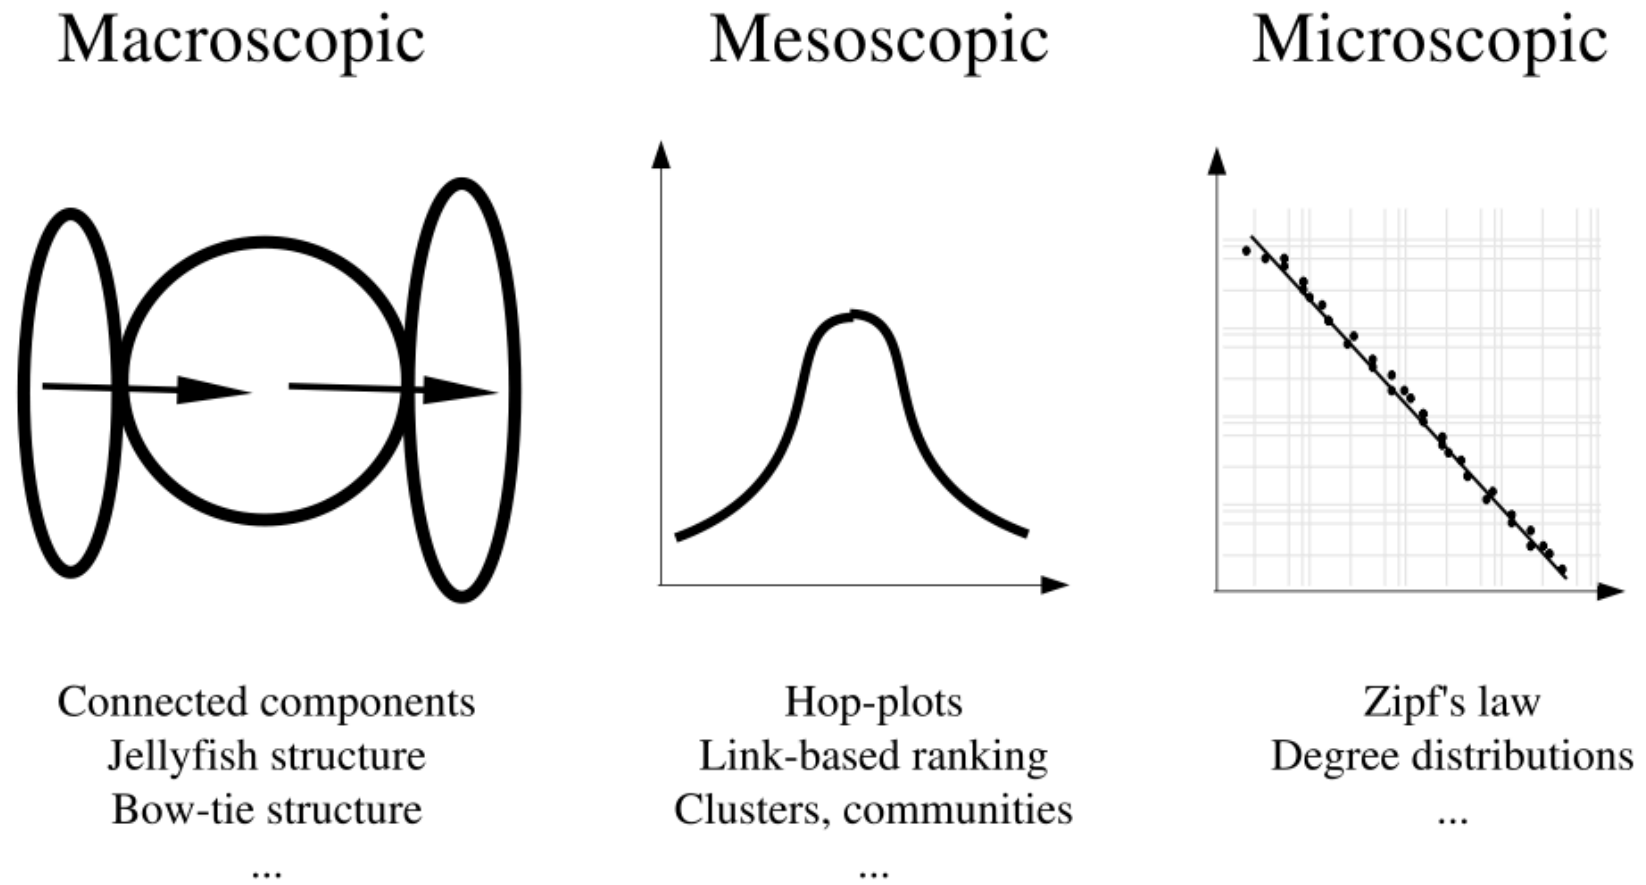 Macroscopic
Mesoscopic
Microscopic
Connected components
Jellyfish structure
Bow-tie structure
...
Hop-plots
Link-based ranking
Clusters, communities
...
Zipf's law
Degree distributions
...